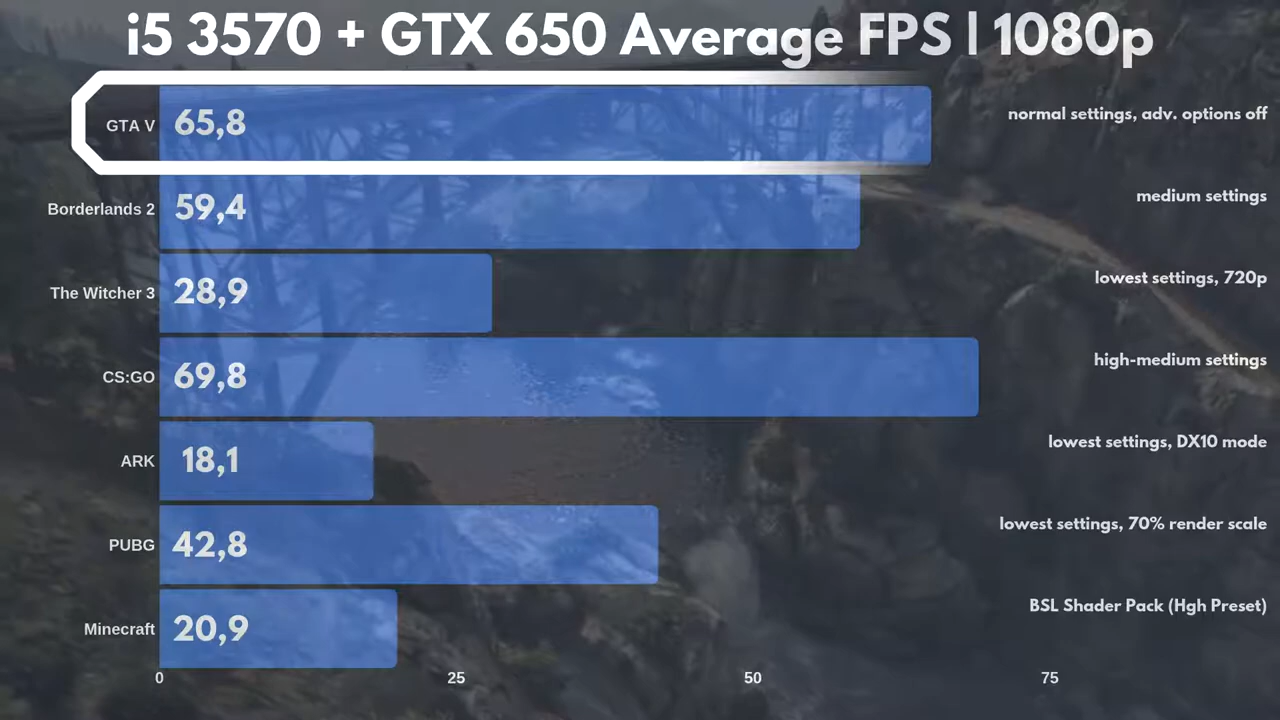 i5 3570 + GTX 650 Average FPS | 1080p
GTA V 65,8 normal settings, adv. options off
Borderlands 2 59,4 medium settings
The Witcher 3 28,9 lowest settings, 720p
CS:GO 69,8 high-medium settings
ARK 18,1 lowest settings, DX10 mode
PUBG 42,8 lowest settings, 70% render scale
Minecraft 20,9 BSL Shader Pack (Hgh Preset)
0 25 50 75